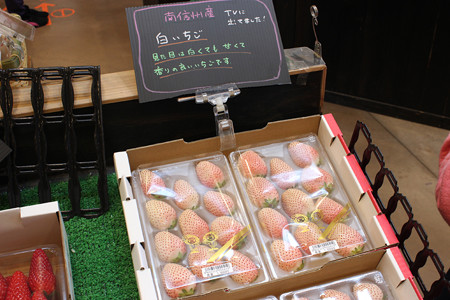 南信州産 TVに
出てました!
白いちご
見た目は白くても 甘くて
香りの良いいちごです